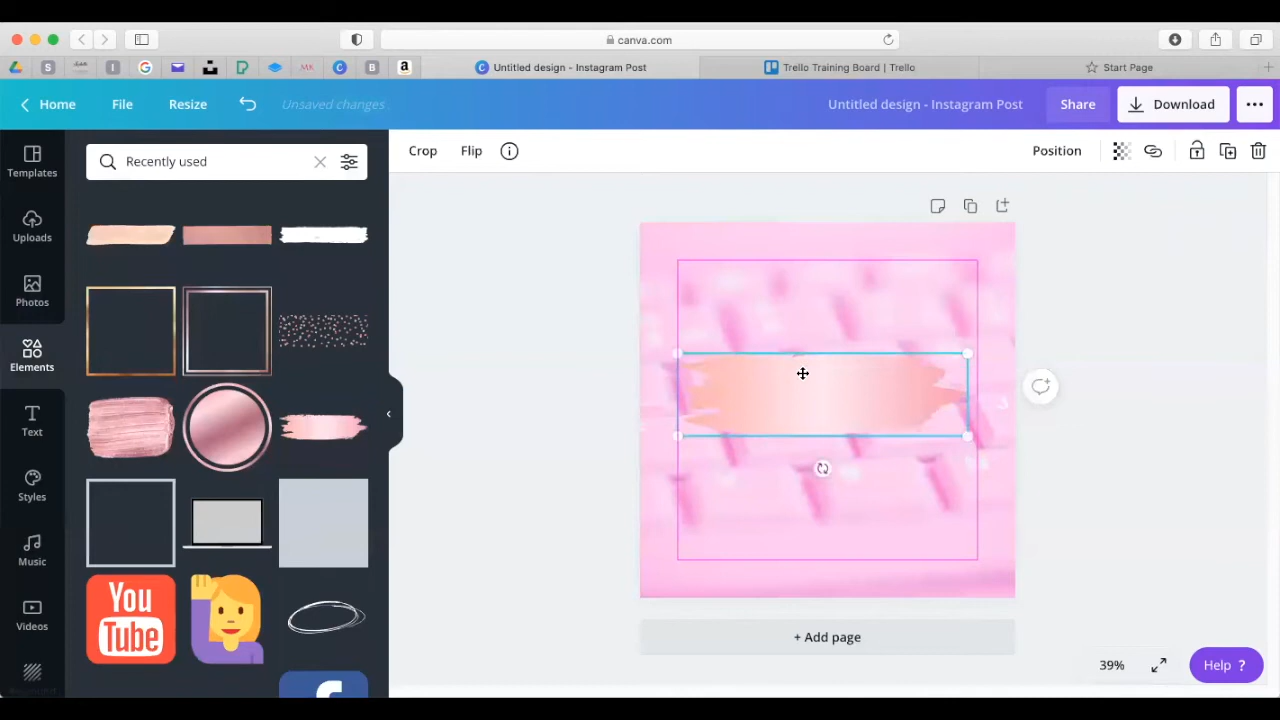 canva.com
S
I
G
MK
C
B
a
Untitled design - Instagram Post
Trello Training Board | Trello
Start Page
Home
File
Resize
Unsaved changes
Untitled design - Instagram Post
Share
Download
Recently used
Crop
Flip
Position
Templates
Uploads
Photos
Elements
Text
Styles
Music
Videos
You
Tube
f
+ Add page
39%
Help ?